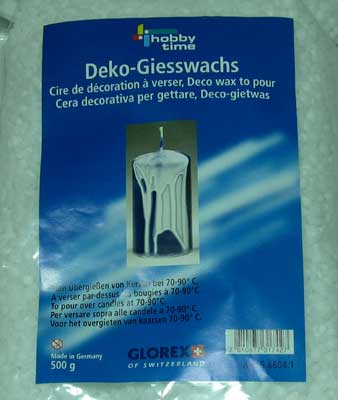 hobby
time
Deko-Giesswachs
Cire de décoration à verser, Deco wax to pour
Cera decorativa per gettare, Deco-gietwas
Übergießen von bei 70-90° C.
A verser par-dessus bougies à 70-90°C
To pour over candles at 70-90°C.
Per versare sopra alle candele a 70-90° C.
Voor het overgieten van kaarsen 70-90° C.
Made in Germany
500 g
GLOREX
OF SWITZERLAND